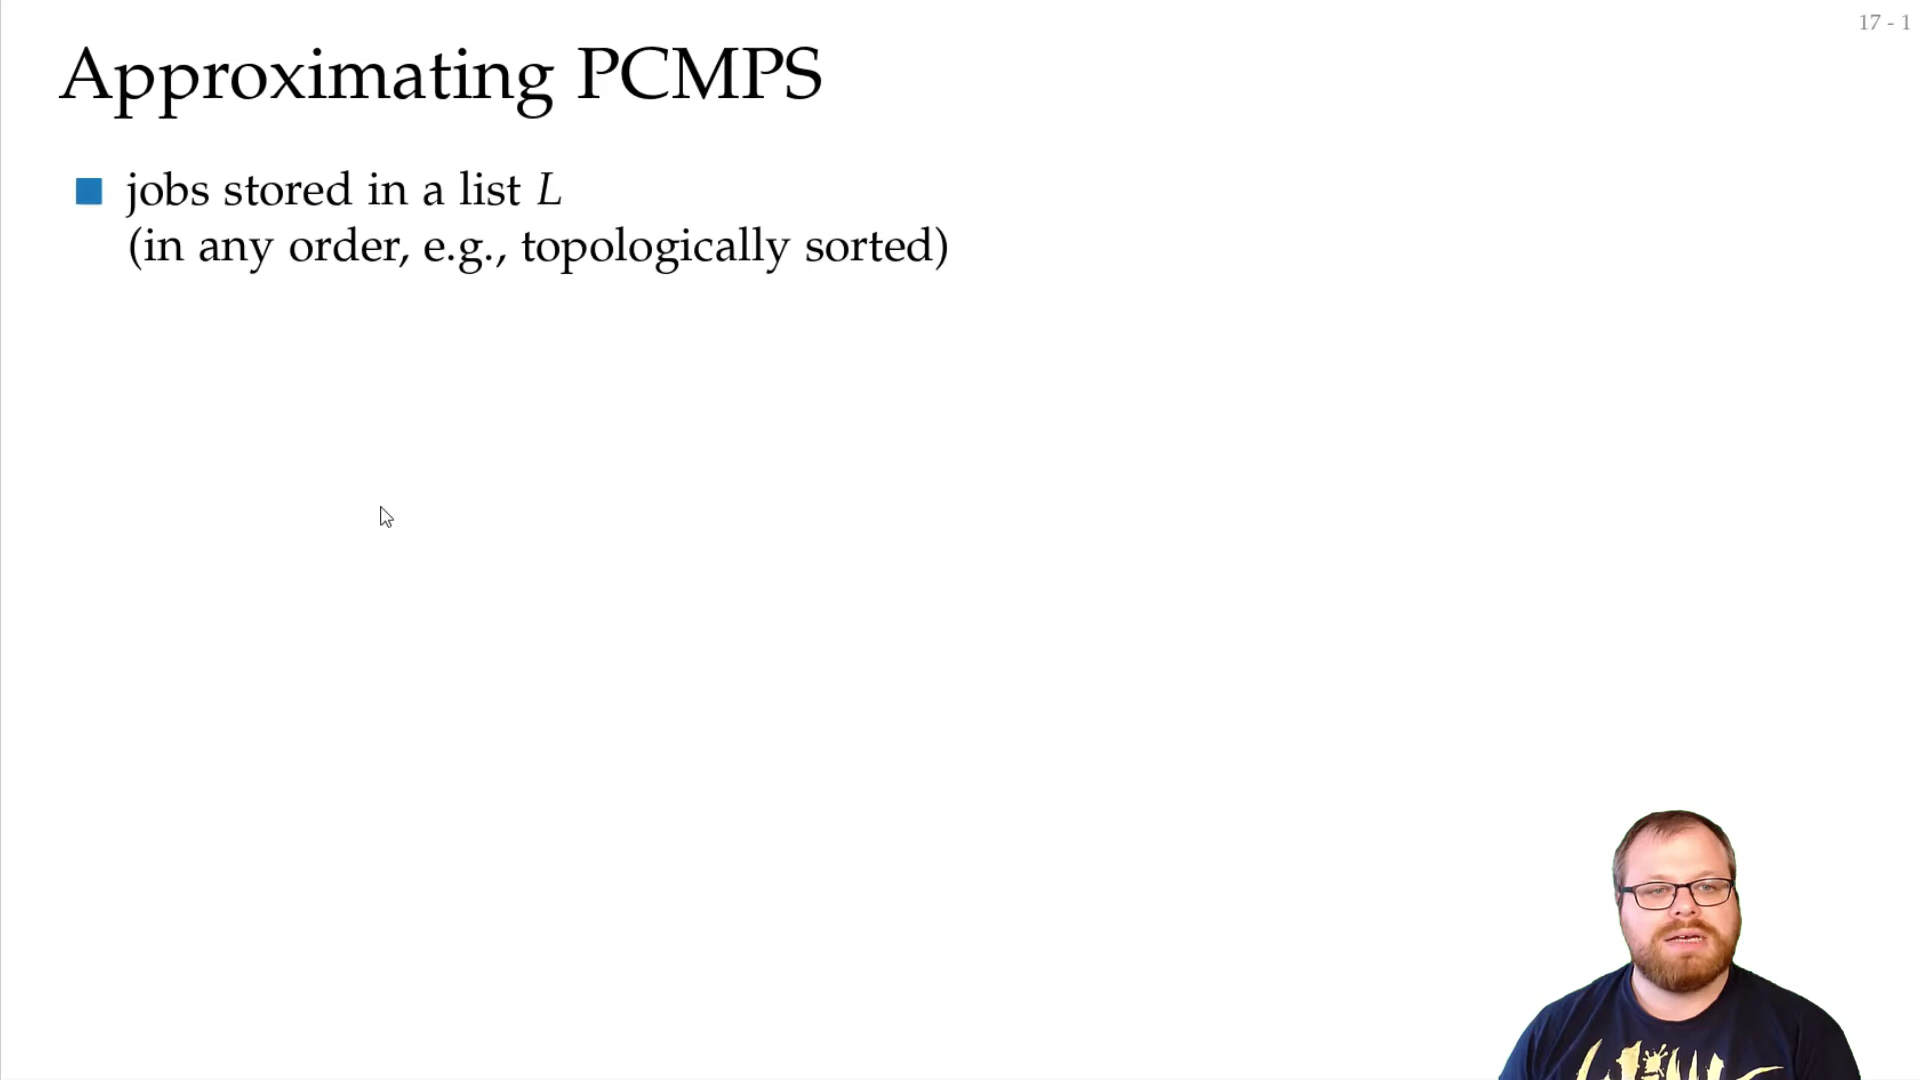 17 - 1
Approximating PCMPS
jobs stored in a list L
(in any order, e.g., topologically sorted)